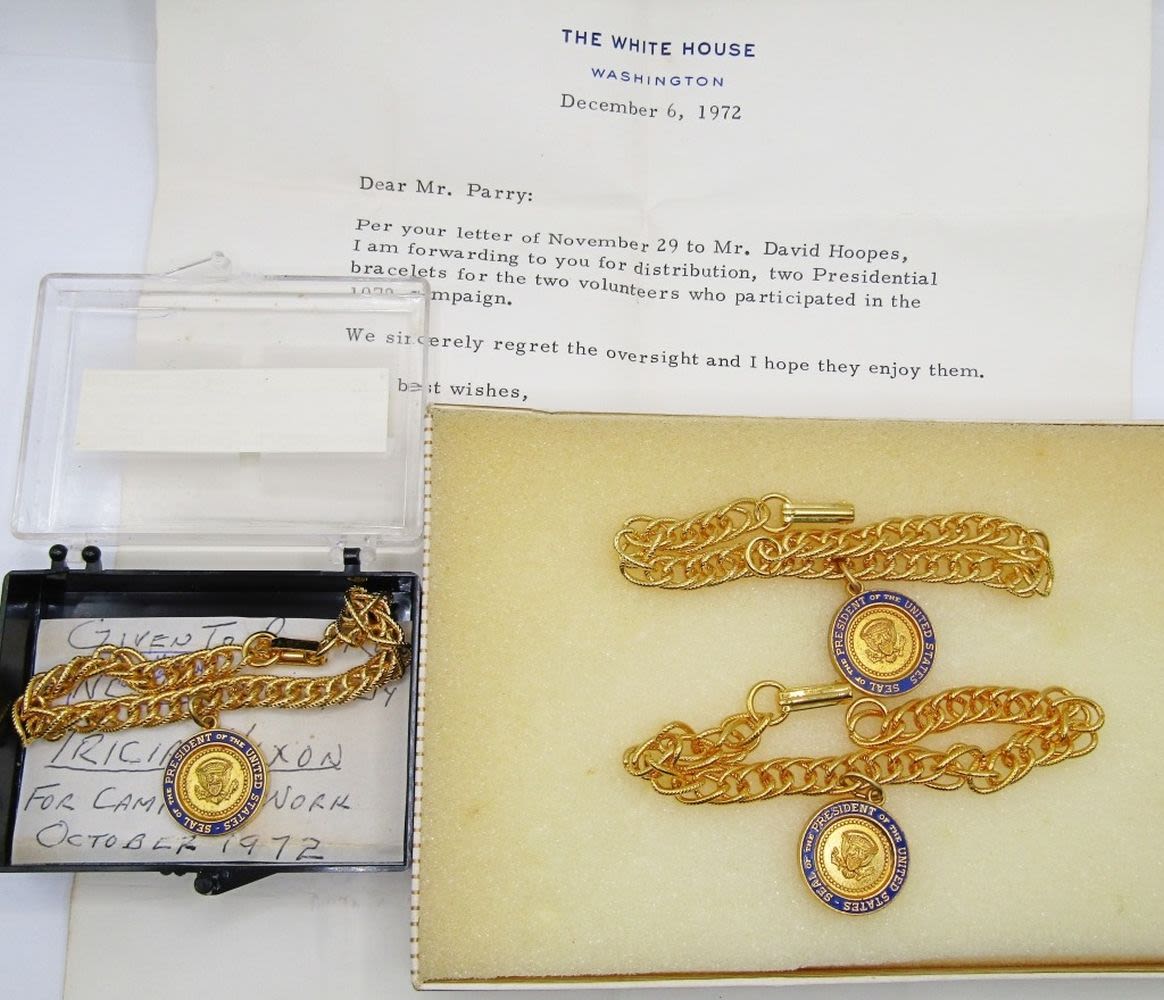 THE WHITE HOUSE
WASHINGTON
December 6, 1972
Dear Mr. Parry:
Per your letter of November 29 to Mr. David Hoopes,
I am forwarding to you for distribution, two Presidential
bracelets for the two volunteers who participated in the
campaign.
We sincerely regret the oversight and I hope they enjoy them.
best wishes,
GIVEN TO
NIXON
FOR WORK
OCTOBER 1972
SEAL OF THE PRESIDENT OF THE UNITED STATES
SEAL OF THE PRESIDENT OF THE UNITED STATES
SEAL OF THE PRESIDENT OF THE UNITED STATES